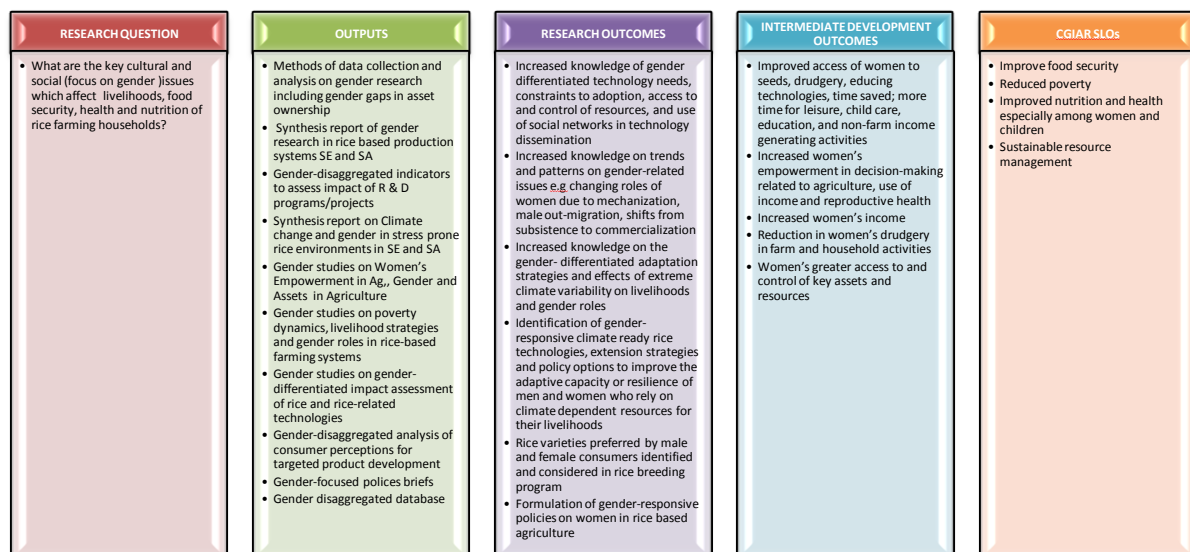 RESEARCH QUESTION
• What are the key cultural and
social (focus on gender )issues
which affect livelihoods, food
security, health and nutrition of
rice farming households?
OUTPUTS
• Methods of data collection and
analysis on gender research
including gender gaps in asset
ownership
• Synthesis report of gender
research in rice based production
systems SE and SA
• Gender-disaggregated indicators
to assess impact of R & D
programs/projects
• Synthesis report on Climate
change and gender in stress prone
rice environments in SE and SA
• Gender studies on Women's
Empowerment in Ag,, Gender and
Assets in Agriculture
• Gender studies on poverty
dynamics, livelihood strategies
and gender roles in rice-based
farming systems
• Gender studies on gender-
differentiated impact assessment
of rice and rice-related
technologies
• Gender-disaggregated analysis of
consumer perceptions for
targeted product development
• Gender-focused polices briefs
• Gender disaggregated database
RESEARCH OUTCOMES
• Increased knowledge of gender
differentiated technology needs,
constraints to adoption, access to
and control of resources, and use
of social networks in technology
dissemination
• Increased knowledge on trends
and patterns on gender-related
issues e.g changing roles of
women due to mechanization,
male out-migration, shifts from
subsistence to commercialization
• Increased knowledge on the
gender- differentiated adaptation
strategies and effects of extreme
climate variability on livelihoods
and gender roles
• Identification of gender-
responsive climate ready rice
technologies, extension strategies
and policy options to improve the
adaptive capacity or resilience of
men and women who rely on
climate dependent resources for
their livelihoods
• Rice varieties preferred by male
and female consumers identified
and considered in rice breeding
program
• Formulation of gender-responsive
policies on women in rice based
agriculture
INTERMEDIATE DEVELOPMENT
OUTCOMES
• Improved access of women to
seeds, drudgery, educing
technologies, time saved; more
time for leisure, child care,
education, and non-farm income
generating activities
• Increased women's
empowerment in decision-making
related to agriculture, use of
income and reproductive health
• Increased women's income
• Reduction in women's drudgery
in farm and household activities
• Women's greater access to and
control of key assets and
resources
CGIAR SLOs
• Improve food security
• Reduced poverty
• Improved nutrition and health
especially among women and
children
• Sustainable resource
management